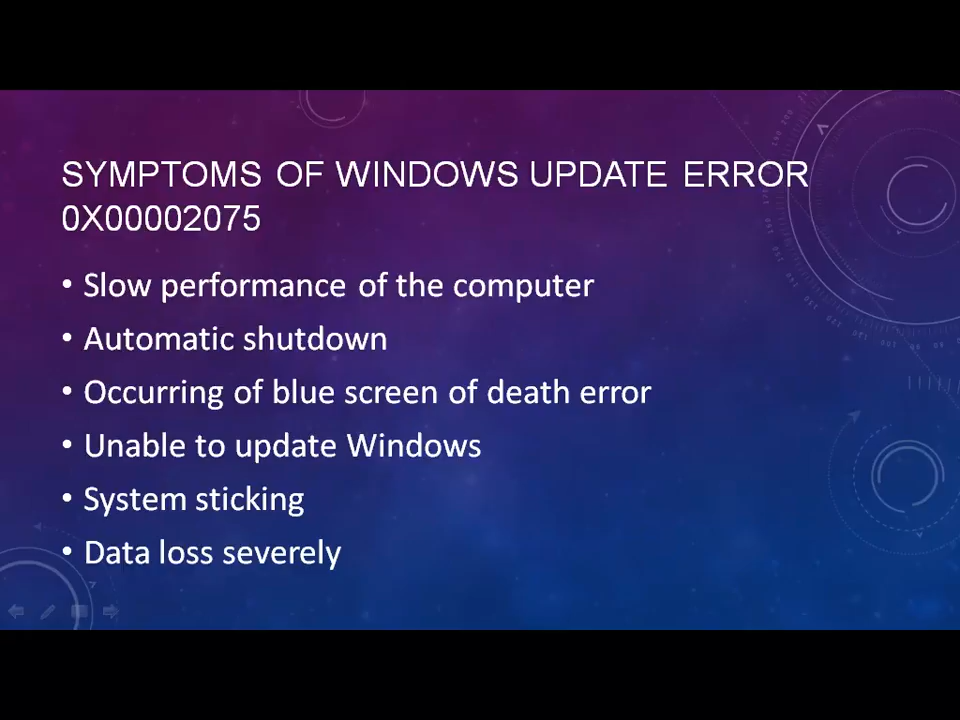 SYMPTOMS OF WINDOWS UPDATE ERROR
0X00002075
• Slow performance of the computer
• Automatic shutdown
• Occurring of blue screen of death error
• Unable to update Windows
• System sticking
• Data loss severely